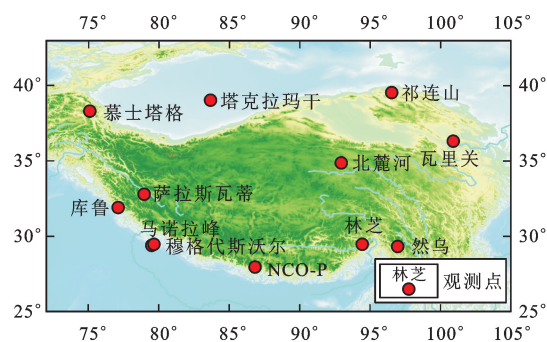 75° 80° 85° 90° 95° 100° 105°
40° 40°
塔克拉玛干
祁连山
慕士塔格
瓦里关
35° 35°
北麓河
萨拉斯瓦蒂
库鲁
马诺拉峰
林芝
30° 30°
穆格代斯沃尔
然乌
NCO-P
林芝 观测点
25° 25°
75° 80° 85° 90° 95° 100° 105°